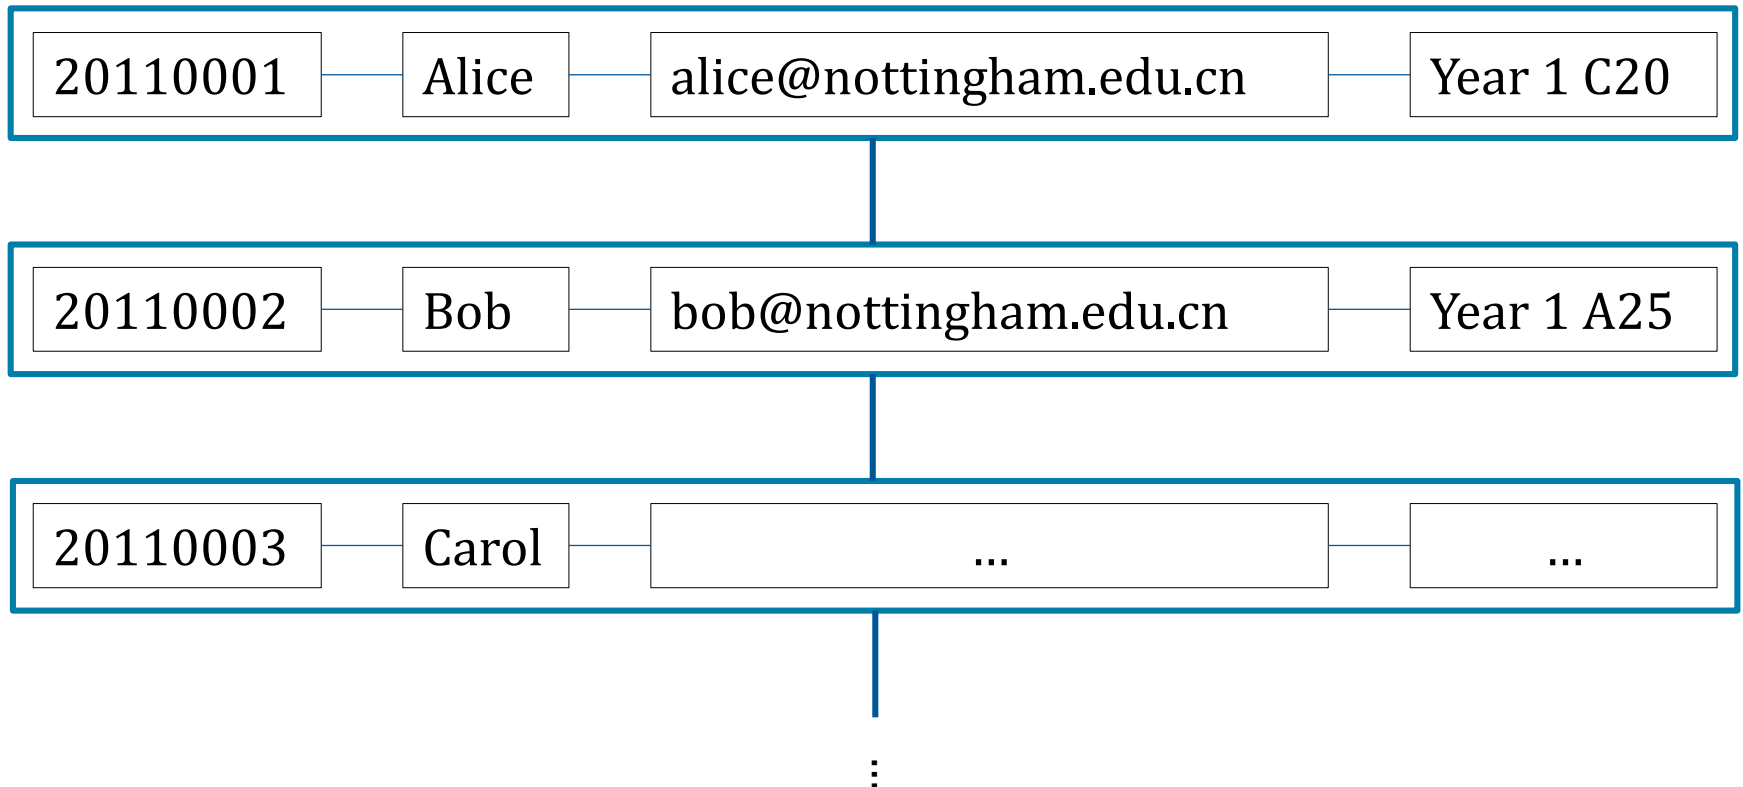 20110001 Alice alice@nottingham.edu.cn Year 1 C20
20110002 Bob bob@nottingham.edu.cn Year 1 A25
20110003 Carol ... ...
...